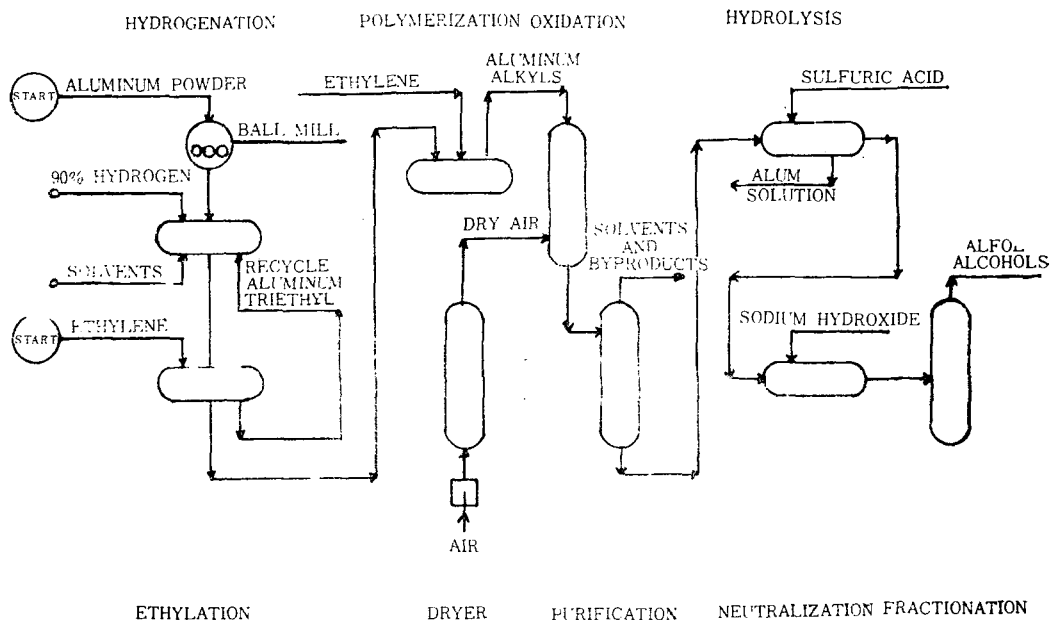 HYDROGENATION
POLYMERIZATION OXIDATION
HYDROLYSIS
START
ALUMINUM POWDER
ETHYLENE
ALUMINUM
ALKYLS
SULFURIC ACID
BALL MILL
90% HYDROGEN
ALUM
SOLUTION
DRY AIR
SOLVENTS
AND
BYPRODUCTS
SOLVENTS
RECYCLE
ALUMINUM
TRIETHYL
ALFOL
ALCOHOLS
START
ETHYLENE
SODIUM HYDROXIDE
AIR
ETHYLATION
DRYER
PURIFICATION
NEUTRALIZATION FRACTIONATION